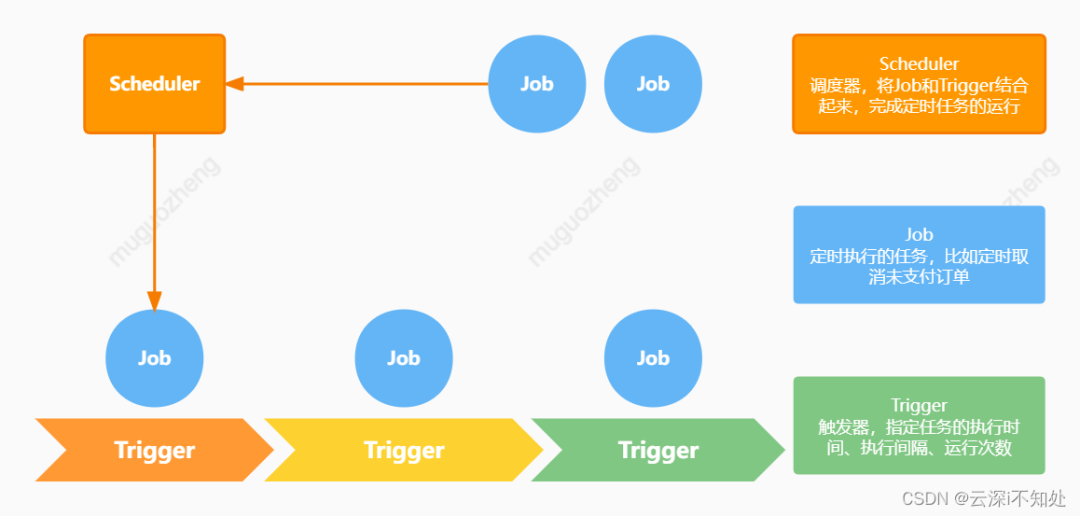 Scheduler
Job
Job
Scheduler
调度器，将Job和Trigger结合
起来，完成定时任务的运行
muguozheng
muguozheng
muguozheng
Job
定时执行的任务，比如定时取
消未支付订单
Job
Job
Job
Trigger
Trigger
Trigger
Trigger
触发器，指定任务的执行时
间、执行间隔、运行次数
CSDN @云深i不知处